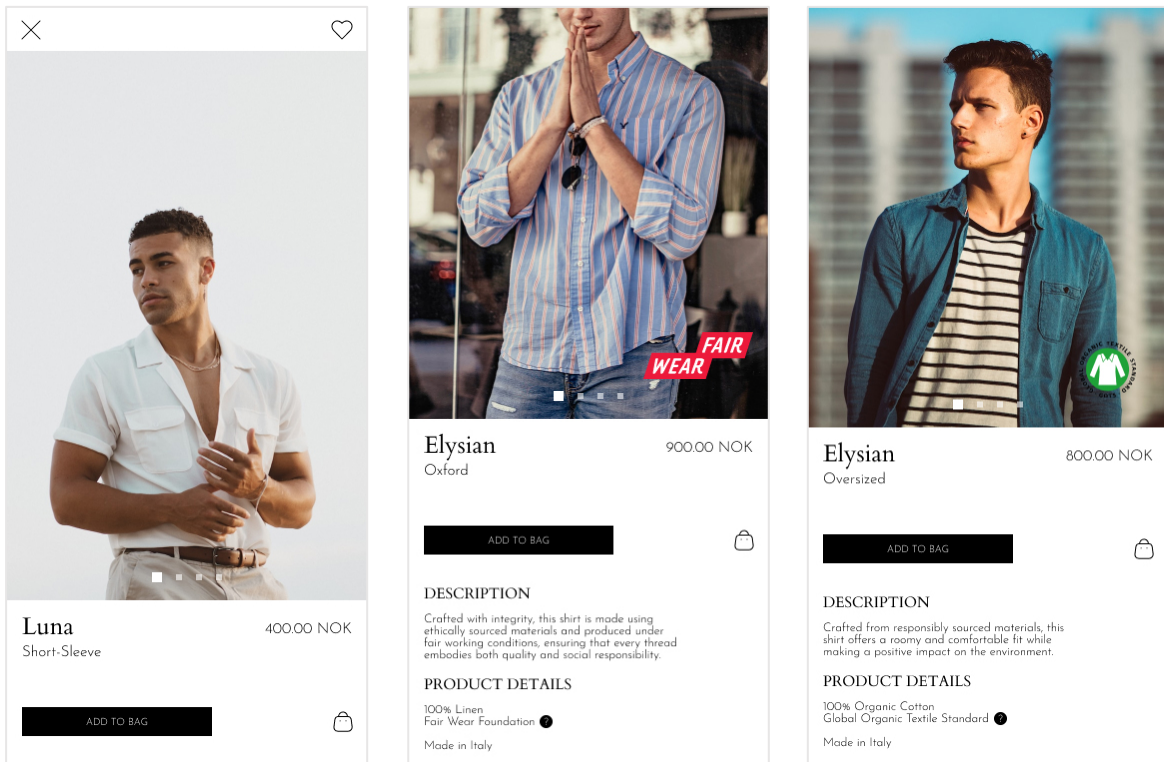 Luna
400.00 NOK
Short-Sleeve
ADD TO BAG
FAIR
WEAR
Elysian
900.00 NOK
Oxford
ADD TO BAG
DESCRIPTION
Crafted with integrity, this shirt is made using
ethically sourced materials and produced under
fair working conditions, ensuring that every thread
embodies both quality and social responsibility.
PRODUCT DETAILS
100% Linen
Fair Wear Foundation ?
Made in Italy
ORGANIC TEXTILE STANDARD
GOTS
Elysian
800.00 NOK
Oversized
ADD TO BAG
DESCRIPTION
Crafted from responsibly sourced materials, this
shirt offers a roomy and comfortable fit while
making a positive impact on the environment.
PRODUCT DETAILS
100% Organic Cotton
Global Organic Textile Standard ?
Made in Italy